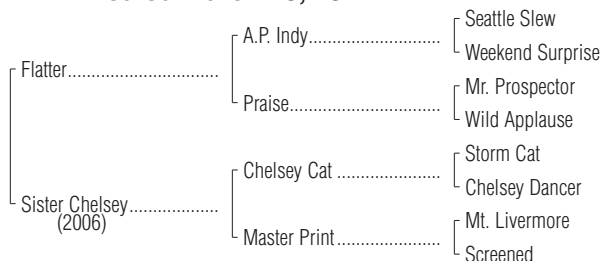 Seattle Slew
A.P. Indy
Weekend Surprise
Flatter
Mr. Prospector
Praise
Wild Applause
Storm Cat
Chelsey Cat
Chelsey Dancer
Sister Chelsey
(2006)
Mt. Livermore
Master Print
Screened